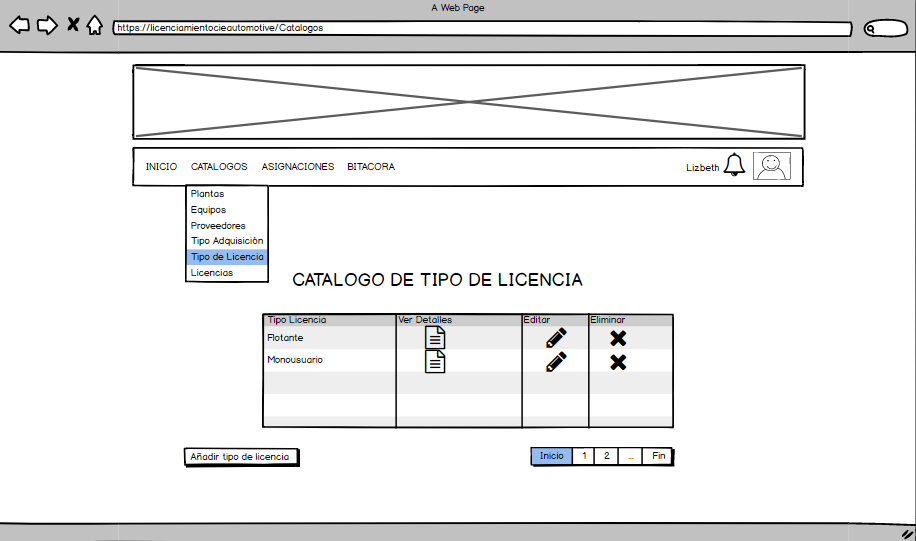 A Web Page
https://licenciamientocieautomotive/Catalogos
INICIO CATALOGOS ASIGNACIONES BITACORA Lizbeth
Plantas
Equipos
Proveedores
Tipo Adquisición
Tipo de Licencia
Licencias
CATALOGO DE TIPO DE LICENCIA
Tipo Licencia Ver Detalles Editar Eliminar
Flotante
Monousuario
Añadir tipo de licencia
Inicio 1 2 ... Fin